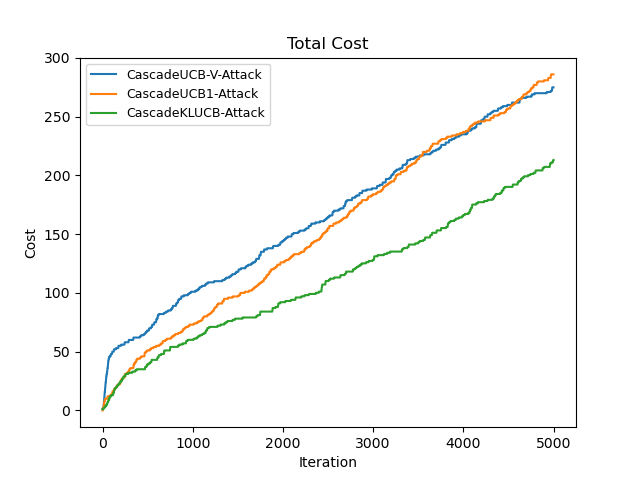 Total Cost
CascadeUCB-V-Attack
CascadeUCB1-Attack
CascadeKLUCB-Attack
300
250
200
150
100
50
0
Cost
0 1000 2000 3000 4000 5000
Iteration